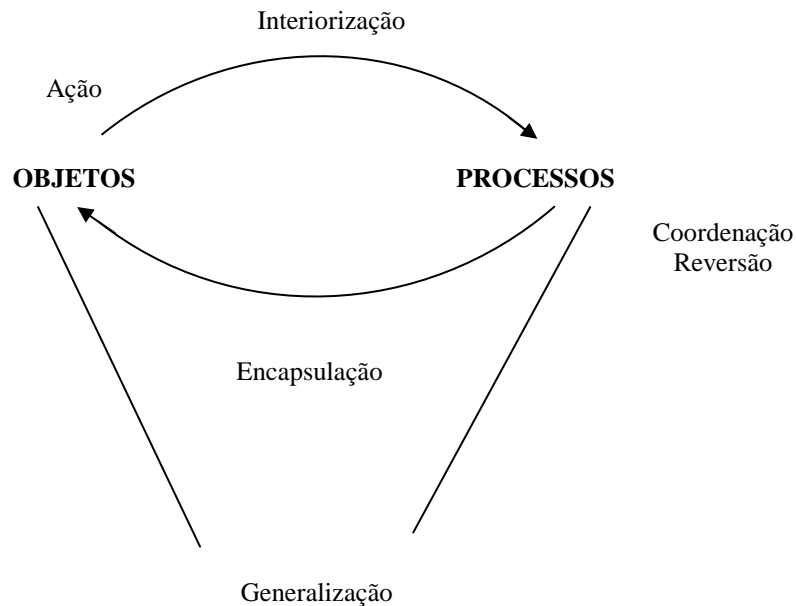 Interiorização
Ação
OBJETOS
PROCESSOS
Coordenação
Reversão
Encapsulação
Generalização